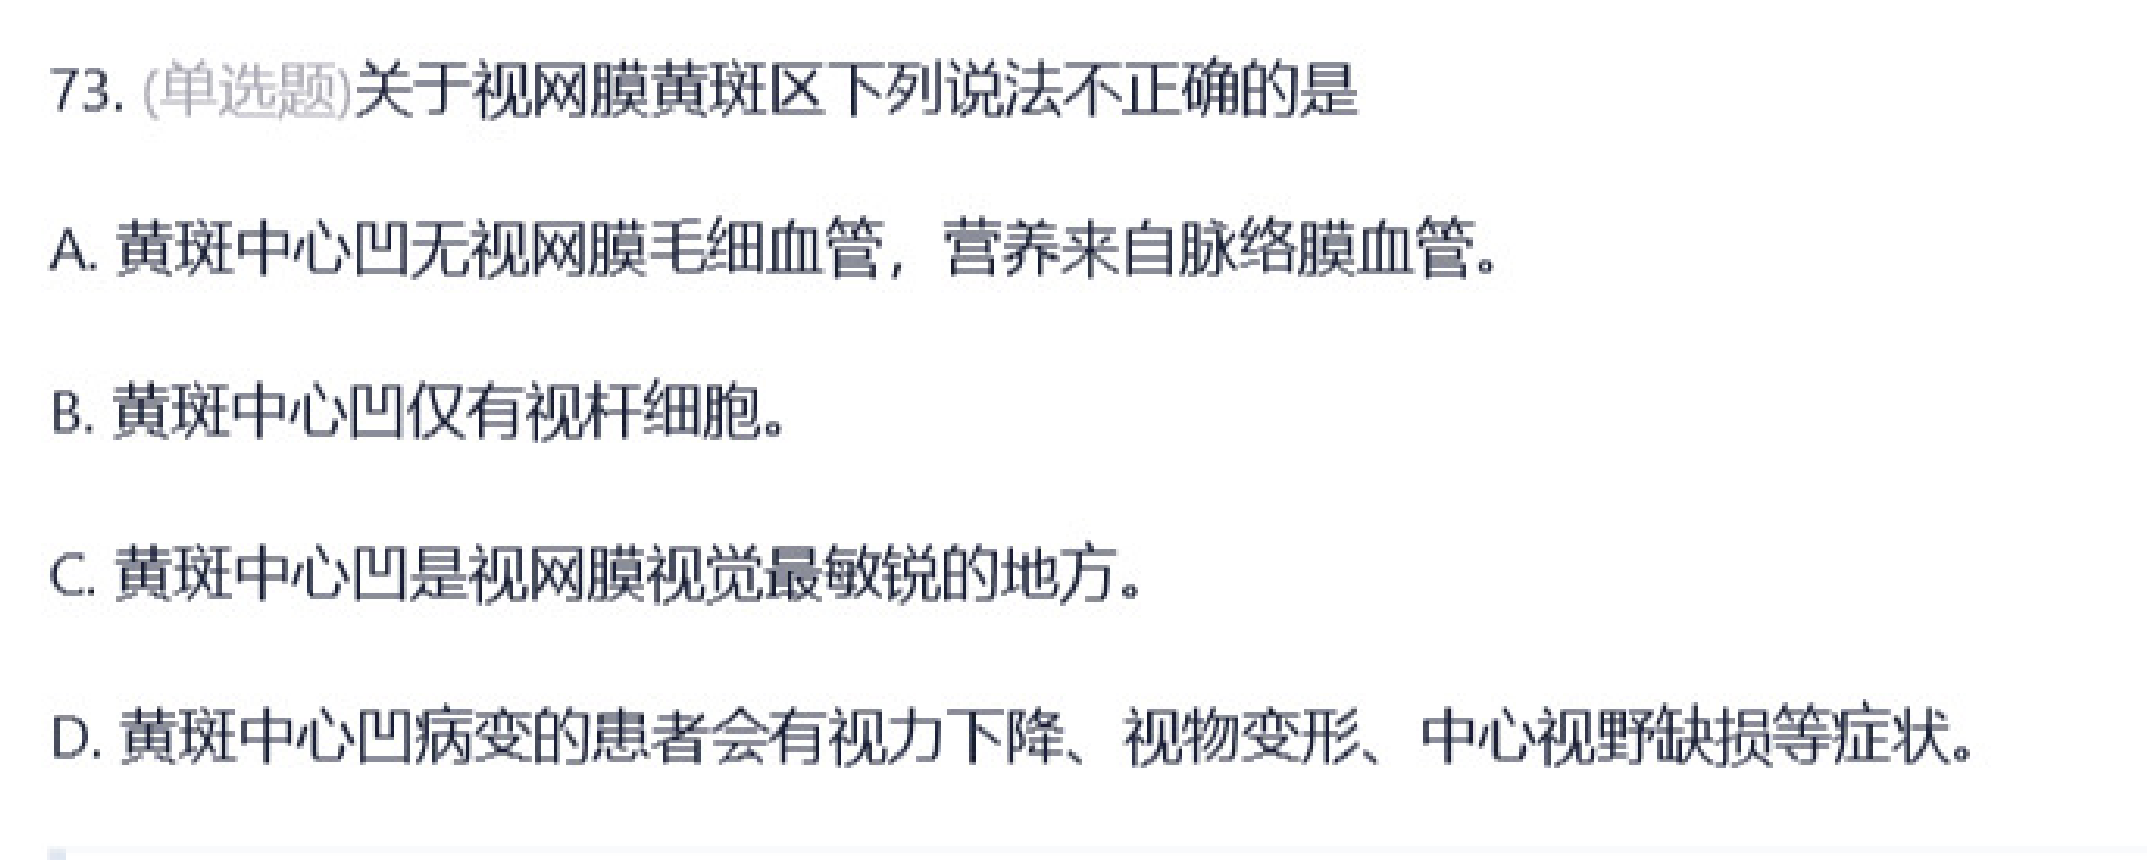 73. (单选题)关于视网膜黄斑区下列说法不正确的是
A. 黄斑中心凹无视网膜毛细血管，营养来自脉络膜血管。
B. 黄斑中心凹仅有视杆细胞。
C. 黄斑中心凹是视网膜视觉最敏锐的地方。
D. 黄斑中心凹病变的患者会有视力下降、视物变形、中心视野缺损等症状。